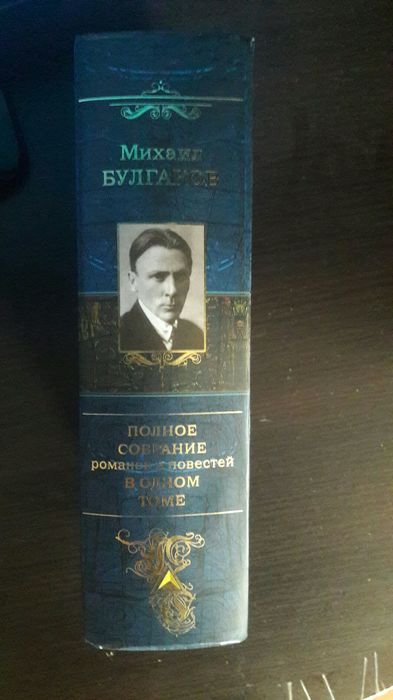 Михаил
БУЛГАКОВ
ПОЛНОЕ
СОБРАНИЕ
романов и повестей
В ОДНОМ
ТОМЕ